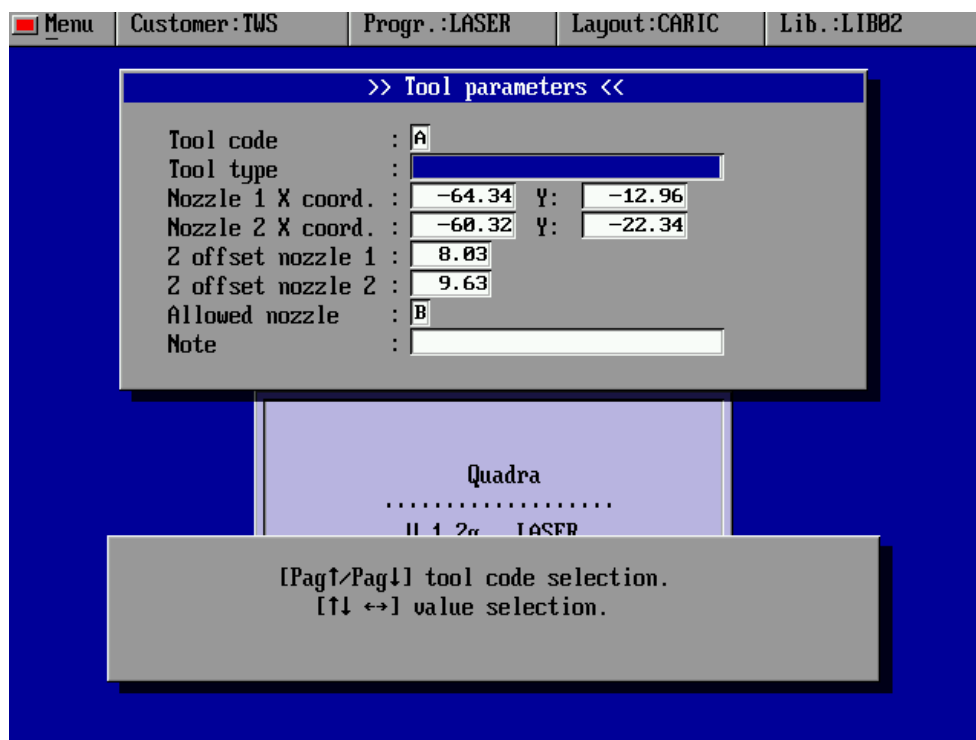 Menu Customer:TWS Progr.:LASER Layout:CARIC Lib.:LIB02
>> Tool parameters <<
Tool code : A
Tool type :
Nozzle 1 X coord. : -64.34 Y: -12.96
Nozzle 2 X coord. : -60.32 Y: -22.34
Z offset nozzle 1 : 8.03
Z offset nozzle 2 : 9.63
Allowed nozzle : B
Note :
Quadra
...................
LASER
[Pag↑/Pag↓] tool code selection.
[↑↓ ↔] value selection.